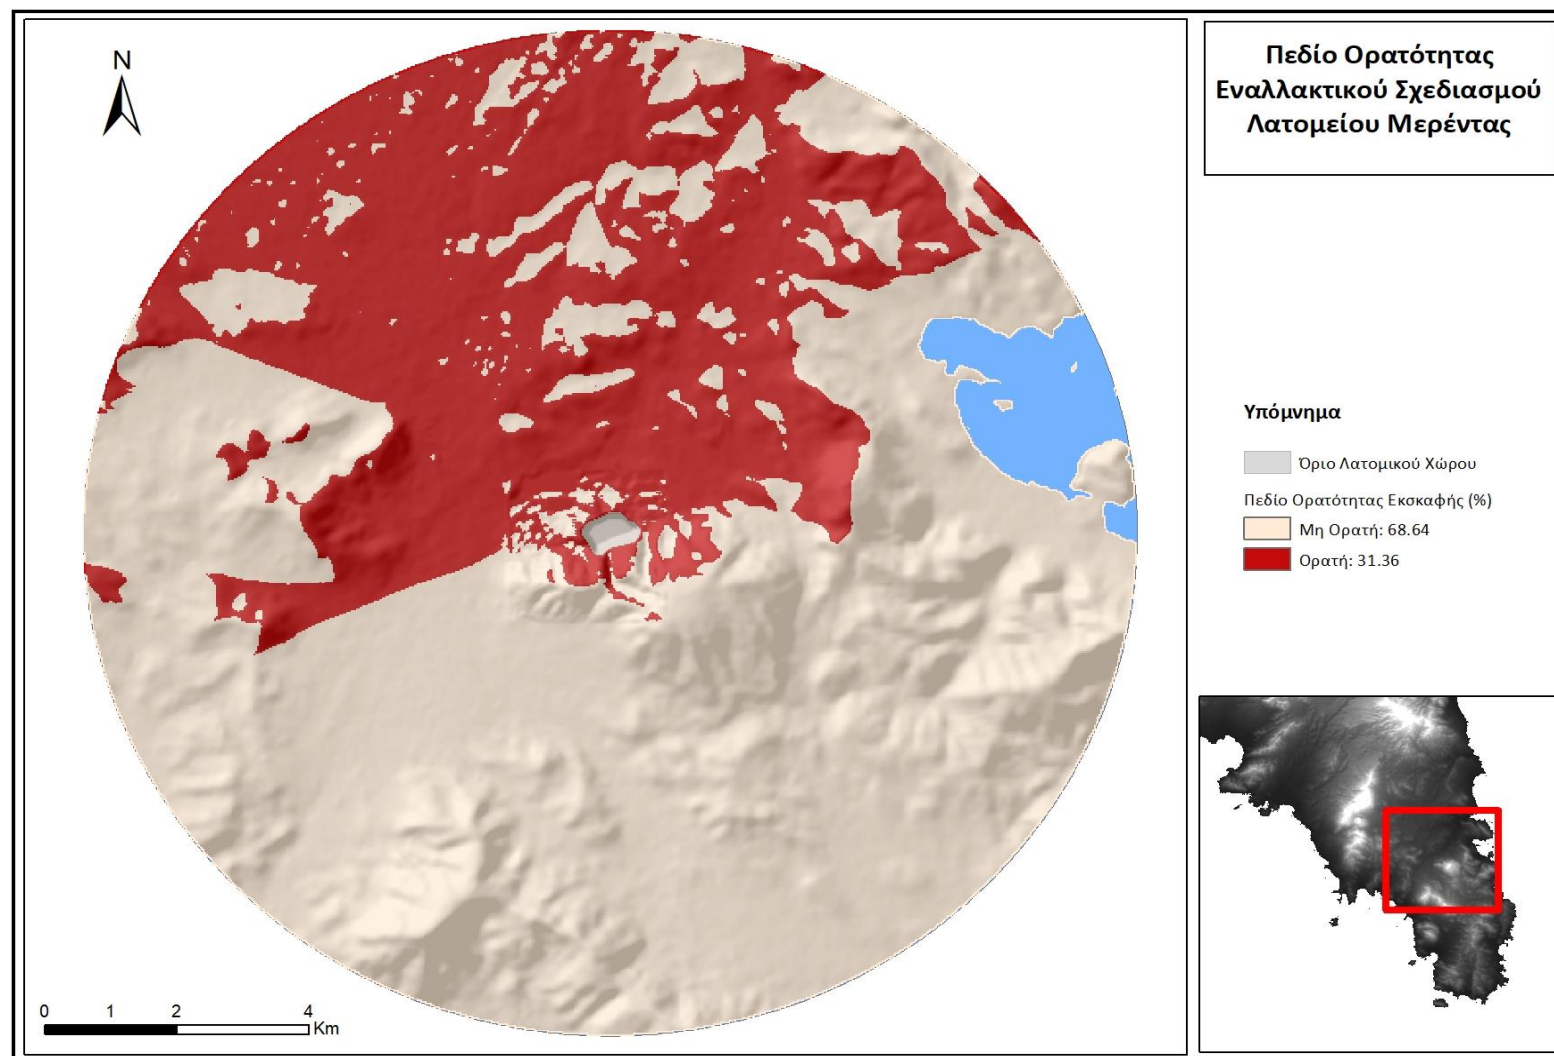 Πεδίο Ορατότητας
Εναλλακτικού Σχεδιασμού
Λατομείου Μερέντας
N
Υπόμνημα
Όριο Λατομικού Χώρου
Πεδίο Ορατότητας Εκσκαφής (%)
Μη Ορατή: 68.64
Ορατή: 31.36
0 1 2 4
Km